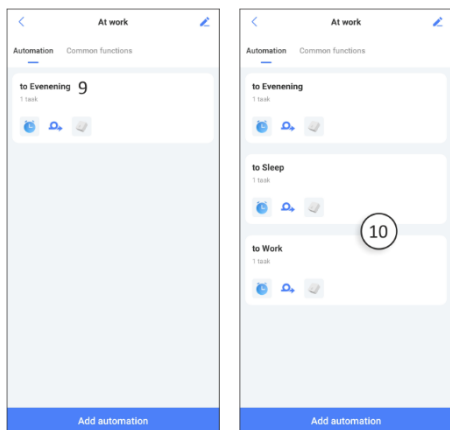 At work
Automation Common functions
to Evenening 9
1 task
Add automation
At work
Automation Common functions
to Evenening
1 task
to Sleep
1 task
10
to Work
1 task
Add automation